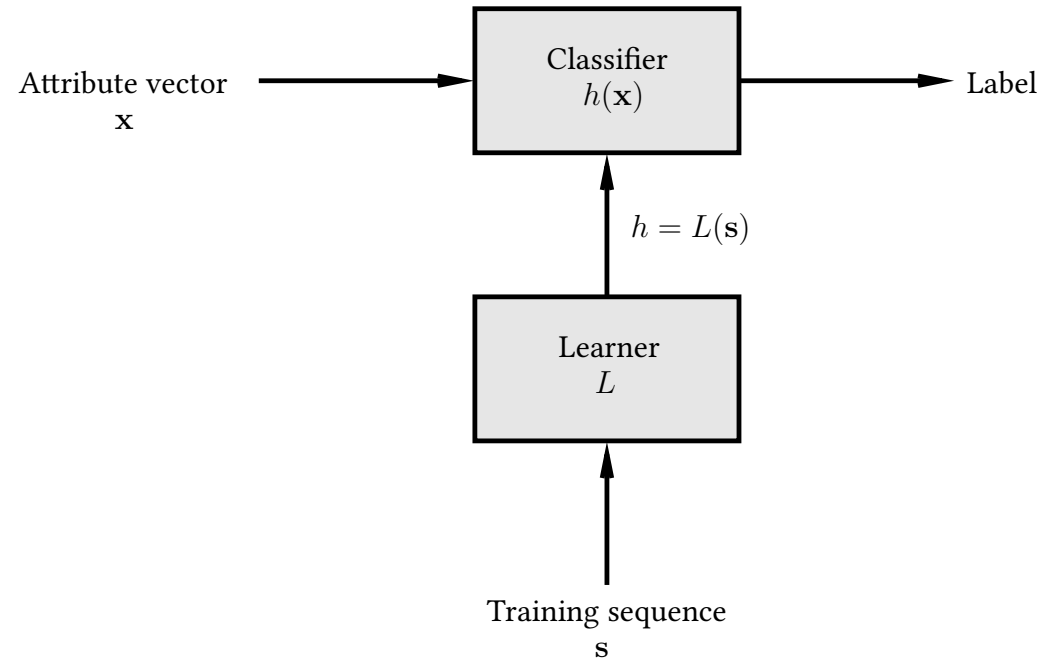 Attribute vector
x
Classifier
h(x)
Label
h = L(s)
Learner
L
Training sequence
s